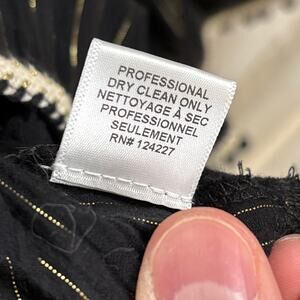 PROFESSIONAL
DRY CLEAN ONLY
NETTOYAGE À SEC
PROFESSIONNEL
SEULEMENT
RN# 124227